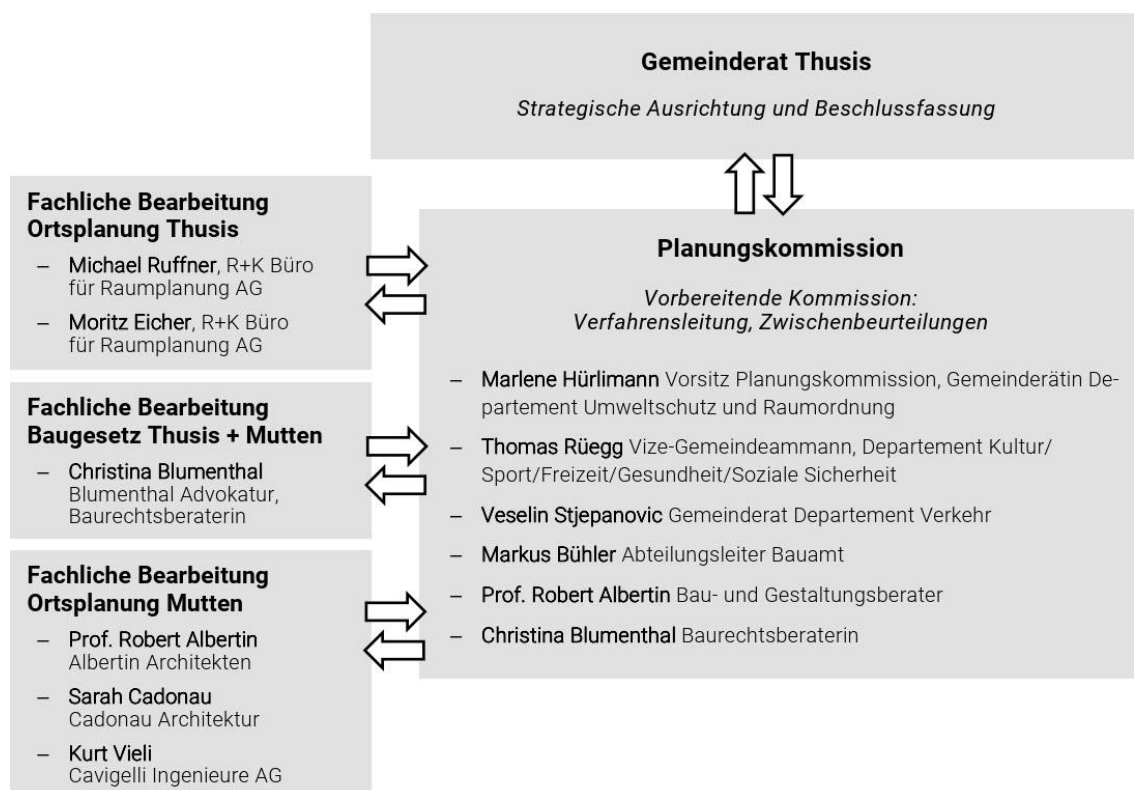 Gemeinderat Thusis
Strategische Ausrichtung und Beschlussfassung
Fachliche Bearbeitung
Ortsplanung Thusis
– Michael Ruffner, R+K Büro
für Raumplanung AG
– Moritz Eicher, R+K Büro
für Raumplanung AG
Fachliche Bearbeitung
Baugesetz Thusis + Mutten
– Christina Blumenthal
Blumenthal Advokatur,
Baurechtsberaterin
Fachliche Bearbeitung
Ortsplanung Mutten
– Prof. Robert Albertin
Albertin Architekten
– Sarah Cadonau
Cadonau Architektur
– Kurt Vieli
Cavigelli Ingenieure AG
Planungskommission
Vorbereitende Kommission:
Verfahrensleitung, Zwischenbeurteilungen
– Marlene Hürlimann Vorsitz Planungskommission, Gemeinderätin De-
partement Umweltschutz und Raumordnung
– Thomas Rüegg Vize-Gemeindeammann, Departement Kultur/
Sport/Freizeit/Gesundheit/Soziale Sicherheit
– Veselin Stjepanovic Gemeinderat Departement Verkehr
– Markus Bühler Abteilungsleiter Bauamt
– Prof. Robert Albertin Bau- und Gestaltungsberater
– Christina Blumenthal Baurechtsberaterin